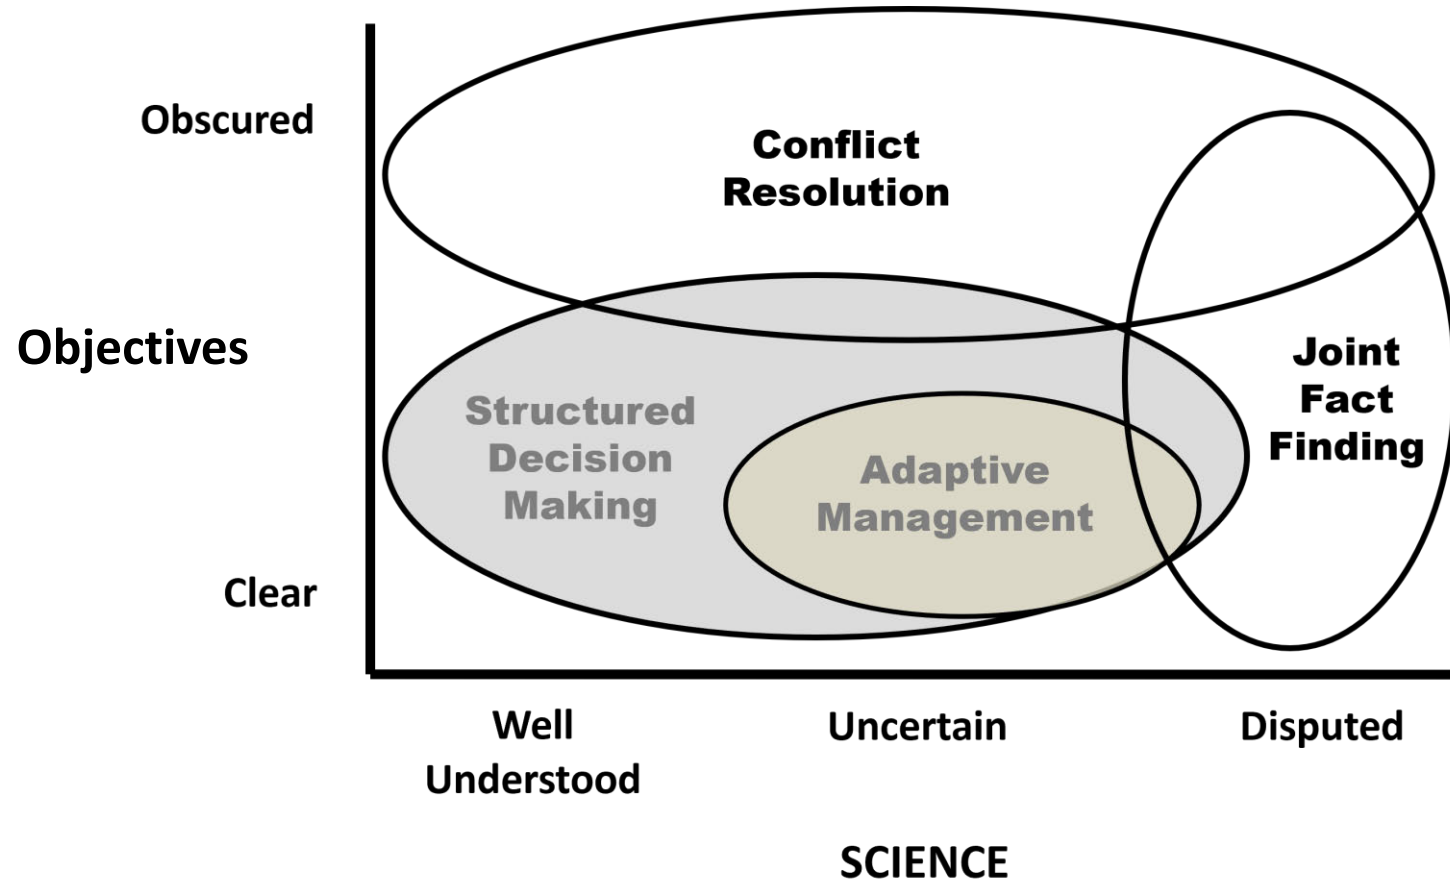 Obscured
Conflict
Resolution
Objectives
Joint
Fact
Finding
Structured
Decision
Making
Adaptive
Management
Clear
Well
Understood
Uncertain
Disputed
SCIENCE